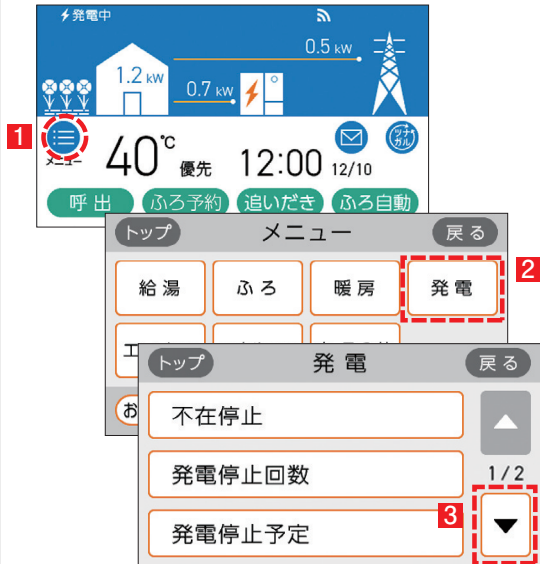 発電中
0.5 kw
1.2 kw
0.7 kw
1
メニュー
40℃
優先
12:00
12/10
ツナガル
呼出
ふろ予約
追いだき
ふろ自動
トップ
メニュー
戻る
給湯
ふろ
暖房
発電
2
お
トップ
発電
戻る
不在停止
発電停止回数
1/2
発電停止予定
3